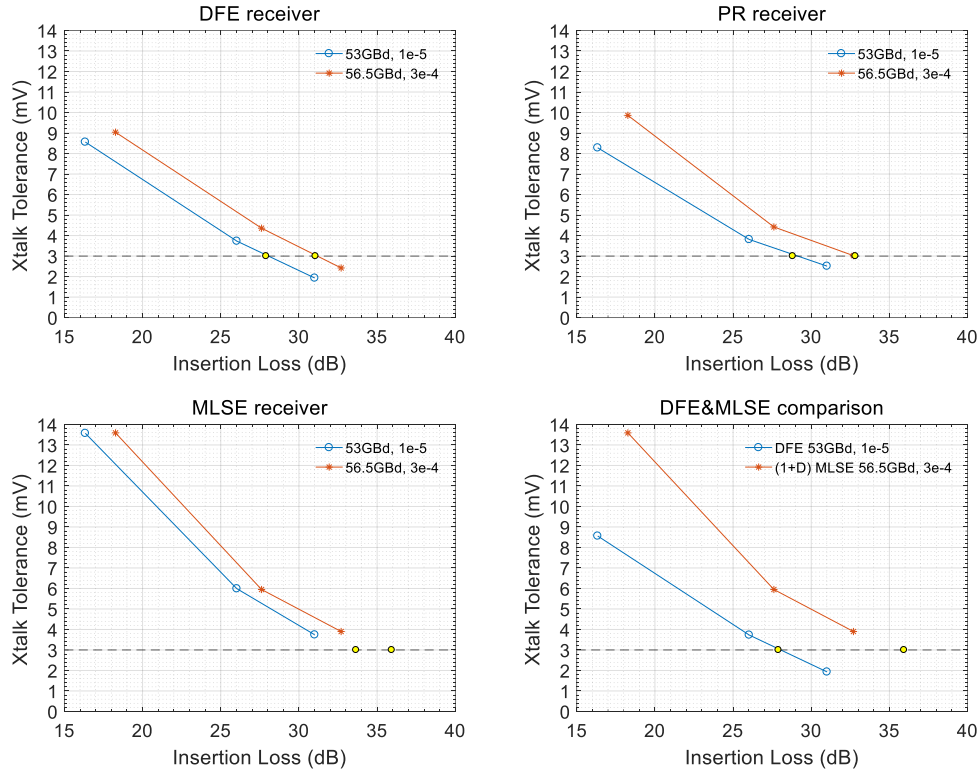 DFE receiver
53GBd, 1e-5
56.5GBd, 3e-4
Xtalk Tolerance (mV)
14
13
12
11
10
9
8
7
6
5
4
3
2
1
0
15 20 25 30 35 40
Insertion Loss (dB)
PR receiver
53GBd, 1e-5
56.5GBd, 3e-4
Xtalk Tolerance (mV)
14
13
12
11
10
9
8
7
6
5
4
3
2
1
0
15 20 25 30 35 40
Insertion Loss (dB)
MLSE receiver
53GBd, 1e-5
56.5GBd, 3e-4
Xtalk Tolerance (mV)
14
13
12
11
10
9
8
7
6
5
4
3
2
1
0
15 20 25 30 35 40
Insertion Loss (dB)
DFE&MLSE comparison
DFE 53GBd, 1e-5
(1+D) MLSE 56.5GBd, 3e-4
Xtalk Tolerance (mV)
14
13
12
11
10
9
8
7
6
5
4
3
2
1
0
15 20 25 30 35 40
Insertion Loss (dB)